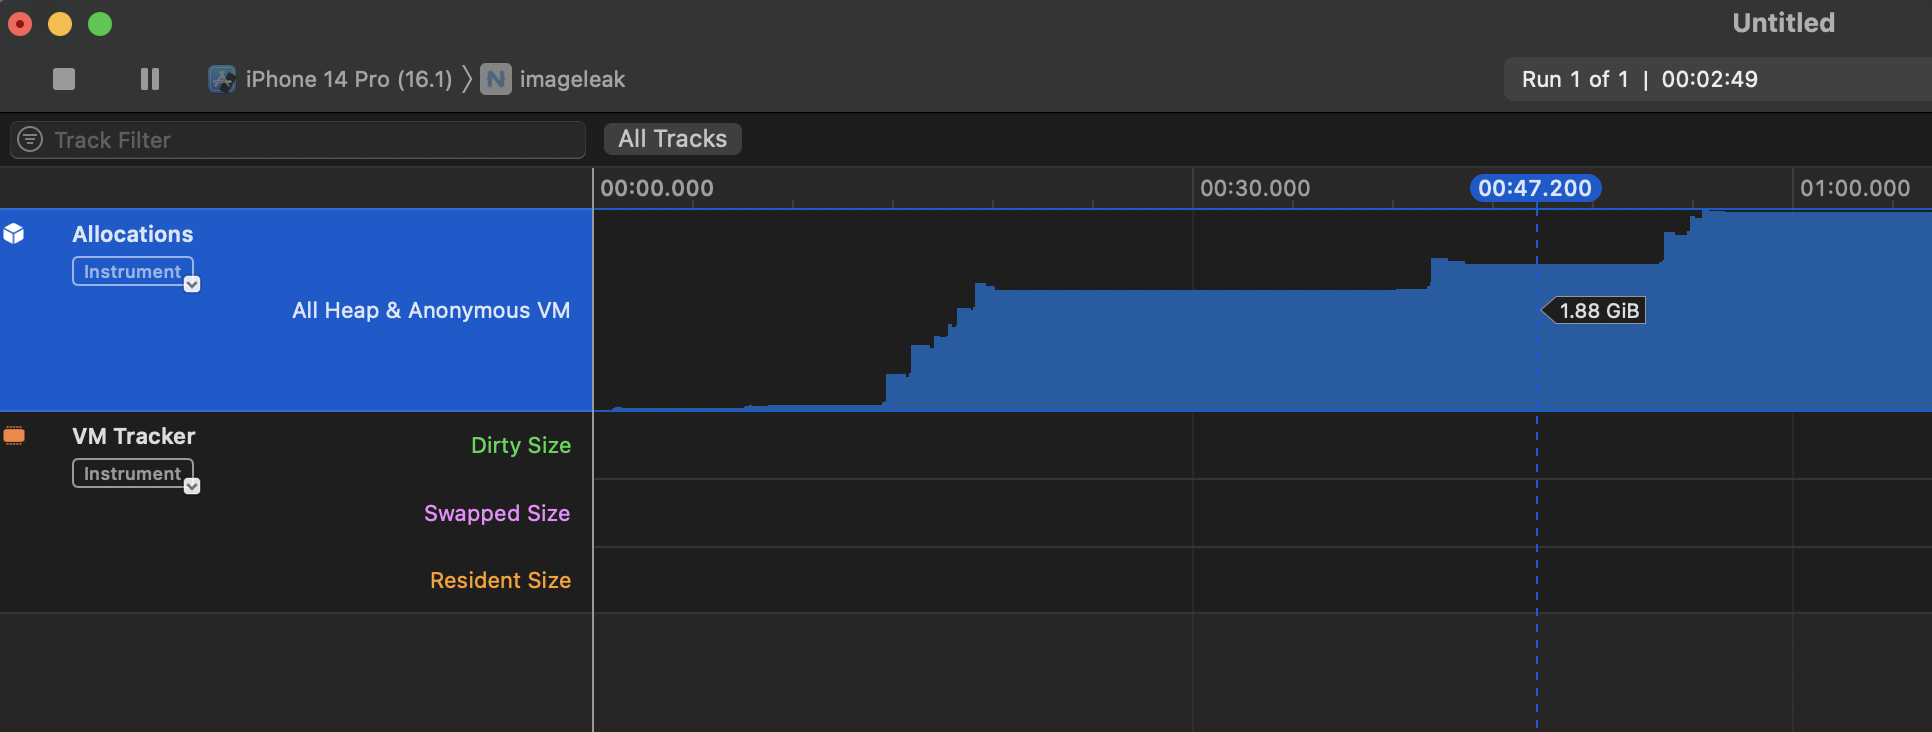 Untitled
iPhone 14 Pro (16.1) 〉 N imageleak
Run 1 of 1 | 00:02:49
Track Filter
All Tracks
00:00.000 00:30.000 00:47.200 01:00.000
Allocations
Instrument
All Heap & Anonymous VM
1.88 GiB
VM Tracker
Instrument
Dirty Size
Swapped Size
Resident Size